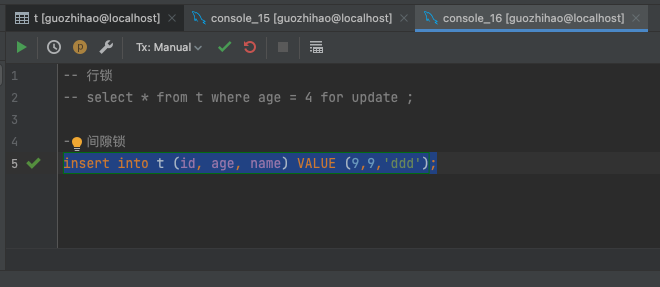 t [guozhihao@localhost] console_15 [guozhihao@localhost] console_16 [guozhihao@localhost]
Tx: Manual
1 -- 行锁
2 -- select * from t where age = 4 for update ;
3
4 - 间隙锁
5 insert into t (id, age, name) VALUE (9,9,'ddd');